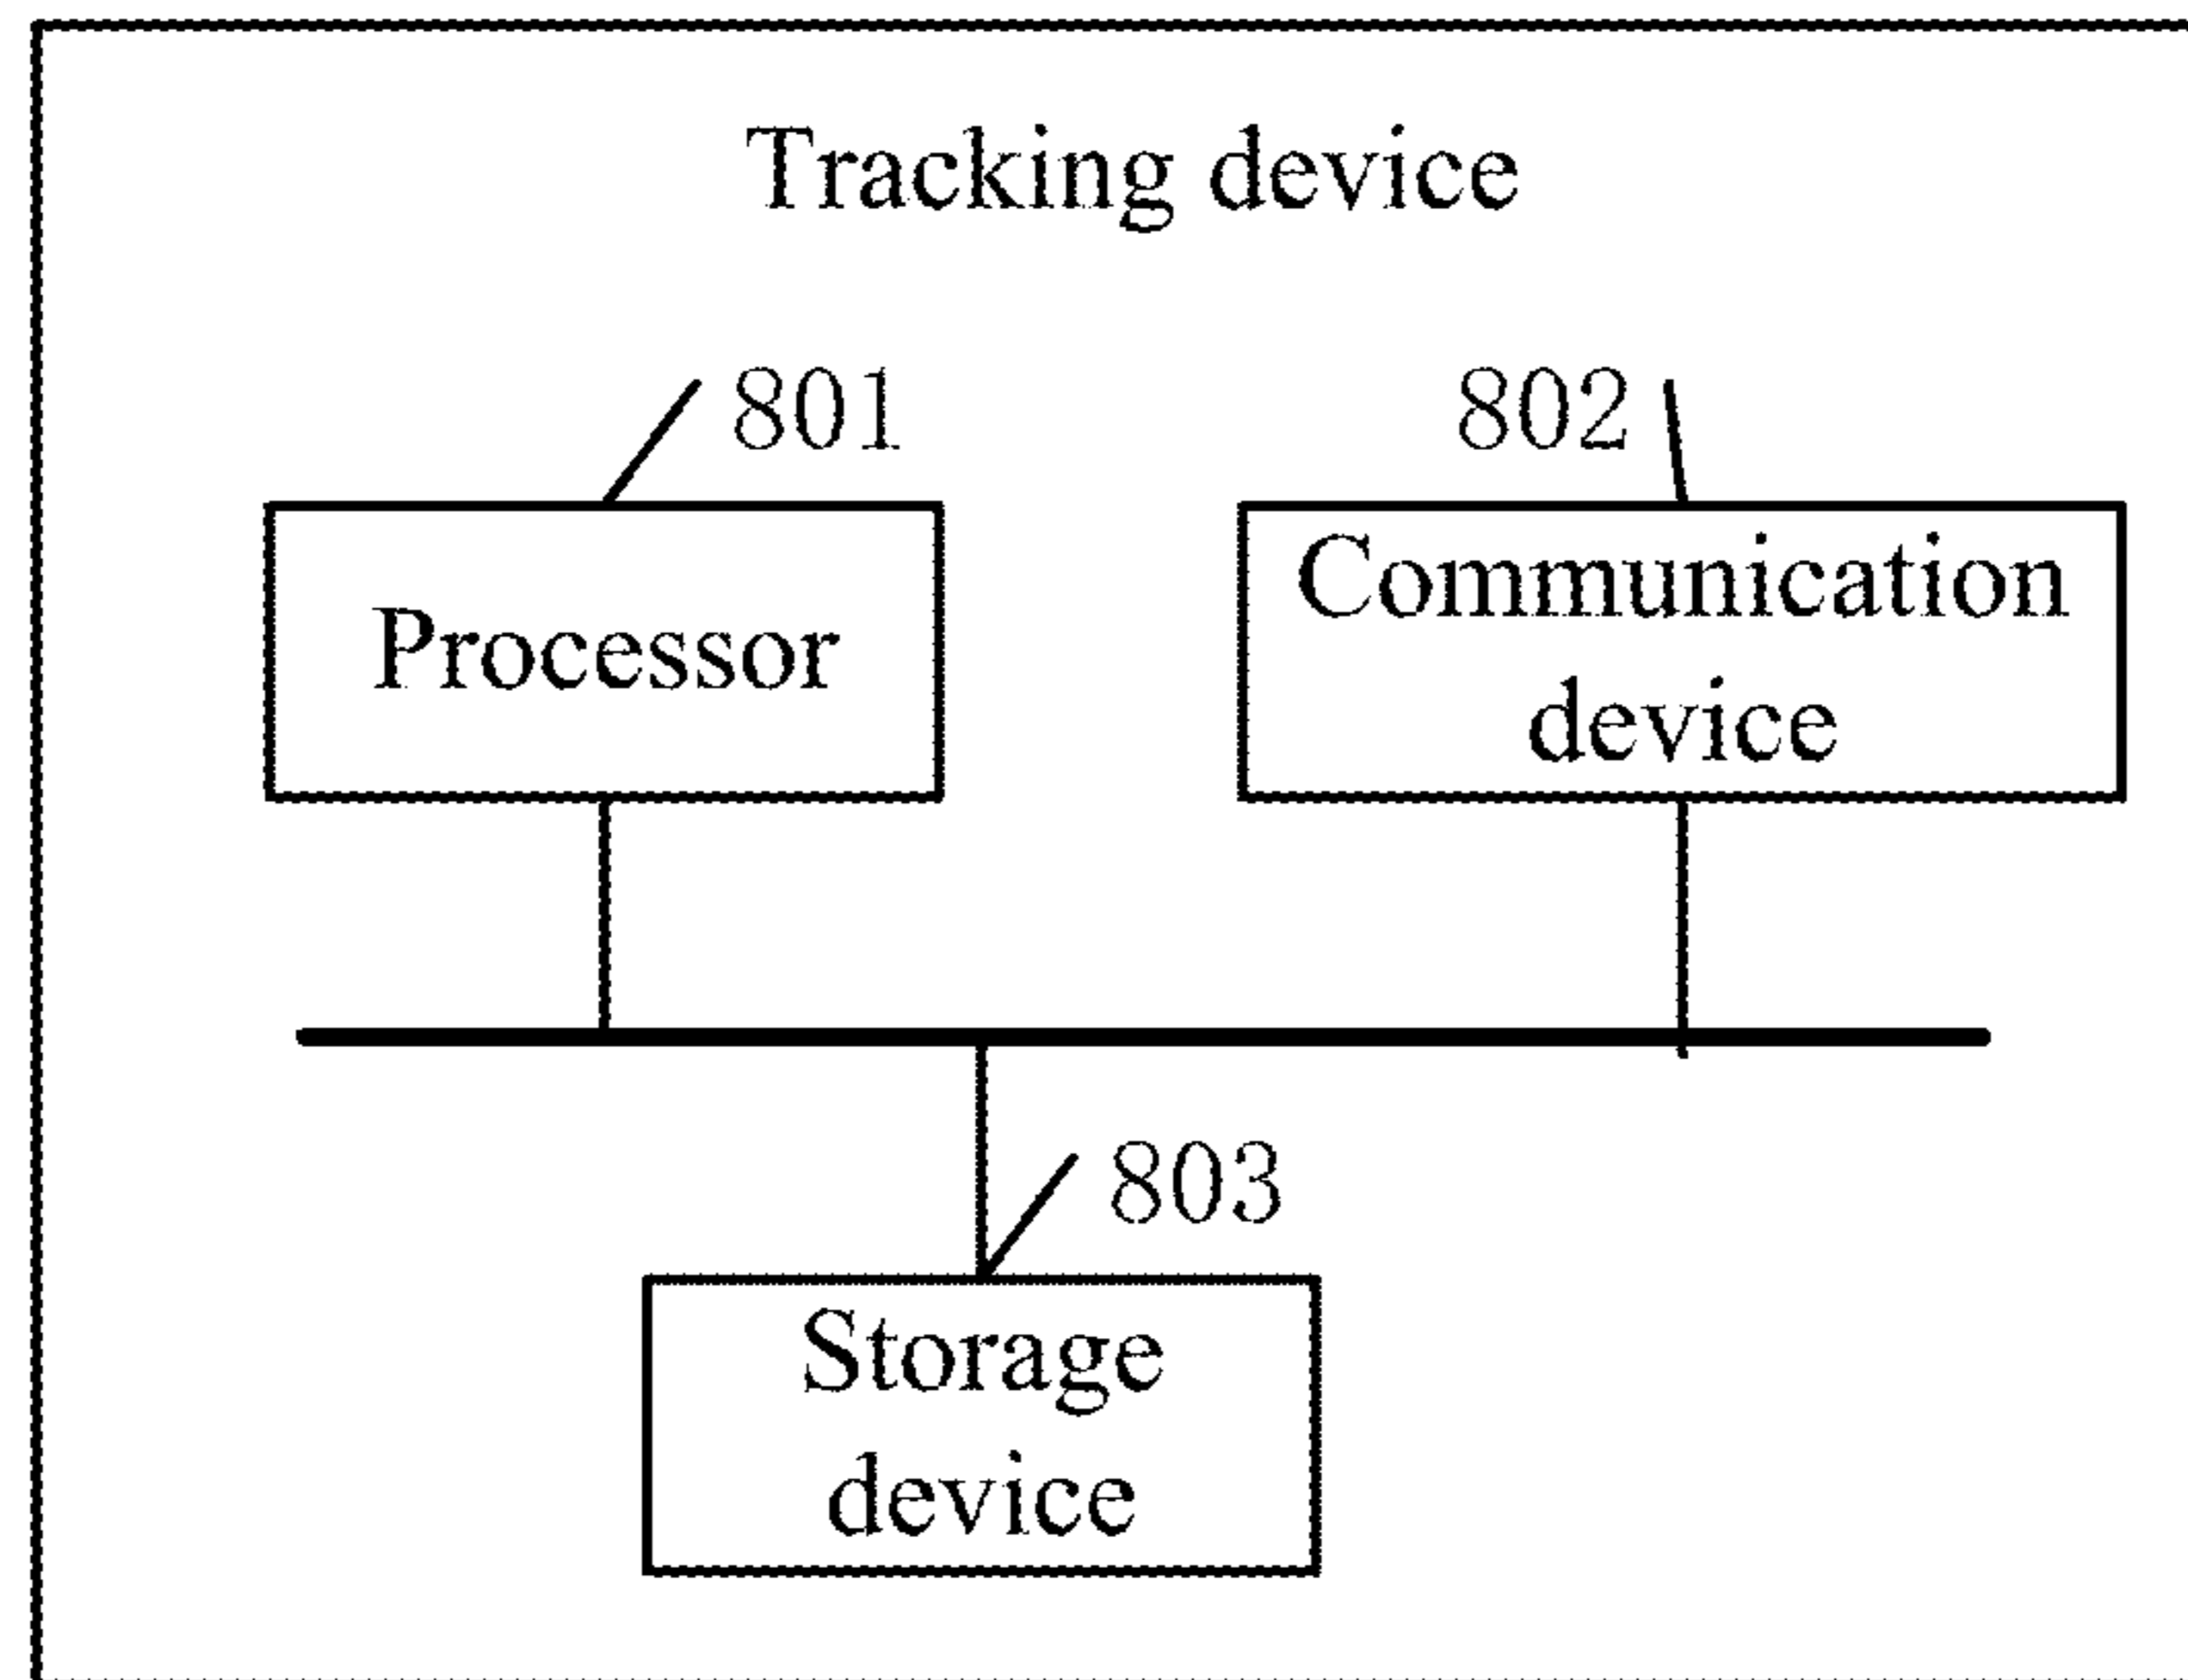 Tracking device
801
802
Processor
Communication
device
803
Storage
device